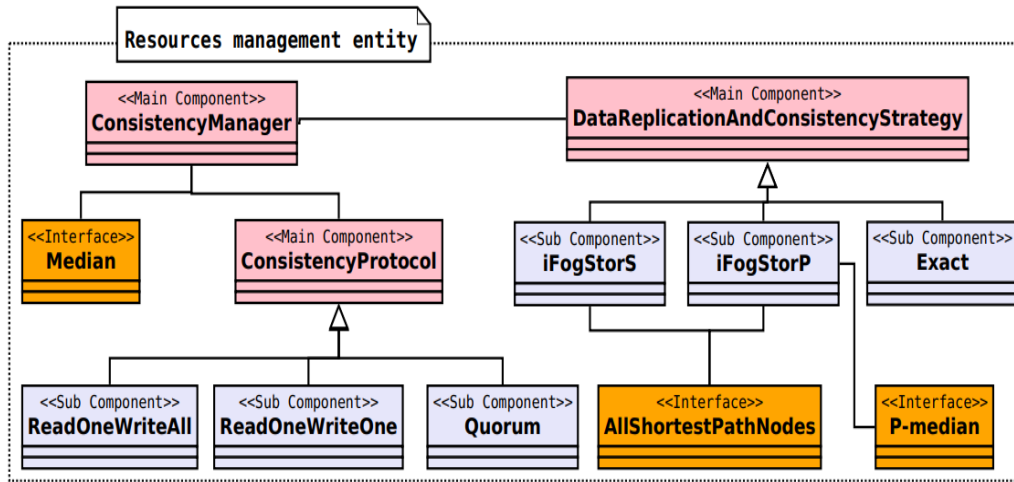 Resources management entity
<<Main Component>>
ConsistencyManager
<<Main Component>>
DataReplicationAndConsistencyStrategy
<<Interface>>
Median
<<Main Component>>
ConsistencyProtocol
<<Sub Component>>
iFogStorS
<<Sub Component>>
iFogStorP
<<Sub Component>>
Exact
<<Sub Component>>
ReadOneWriteAll
<<Sub Component>>
ReadOneWriteOne
<<Sub Component>>
Quorum
<<Interface>>
AllShortestPathNodes
<<Interface>>
P-median